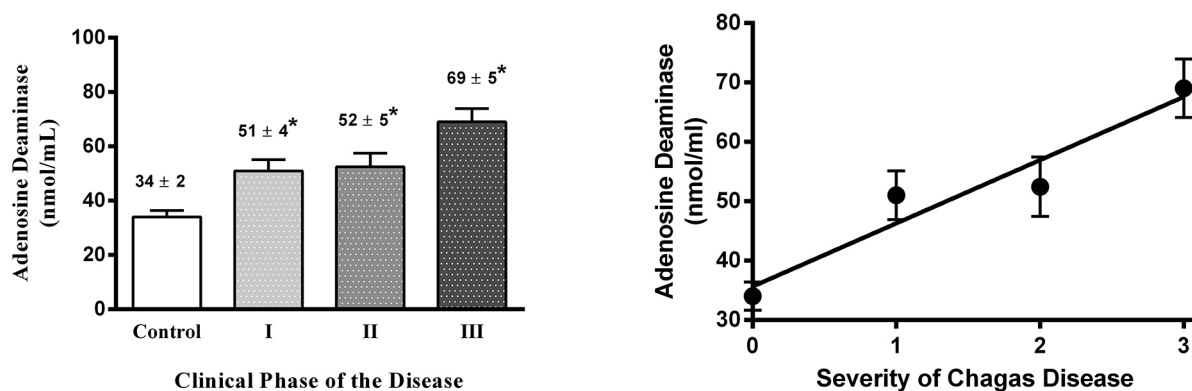 Adenosine Deaminase
(nmol/mL)
100
80
60
40
20
0
34 ± 2
51 ± 4*
52 ± 5*
69 ± 5*
Control
I
II
III
Clinical Phase of the Disease
Adenosine Deaminase
(nmol/ml)
80
70
60
50
40
30
0
1
2
3
Severity of Chagas Disease